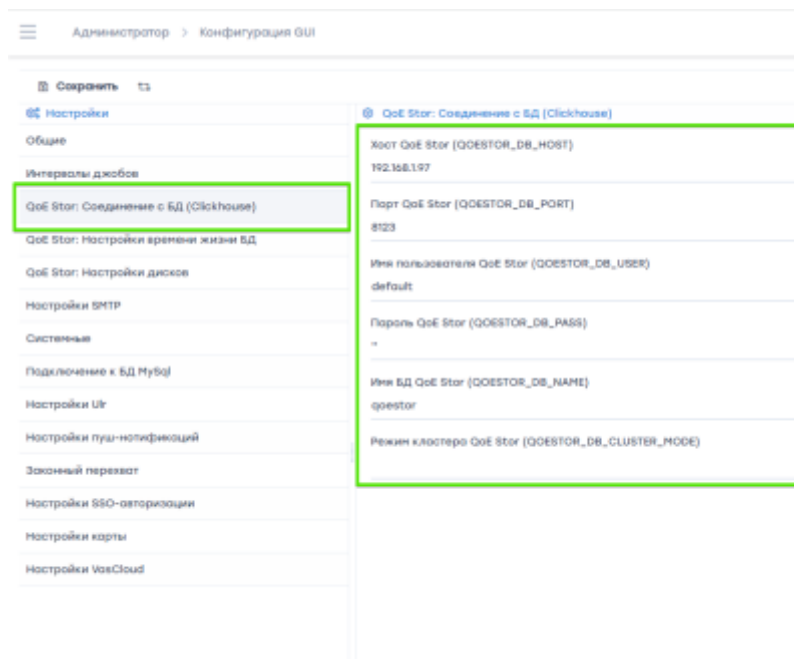 Администратор > Конфигурация GUI
Сохранить
Настройки
Общие
Интервалы джобов
QoE Stor: Соединение с БД (Clickhouse)
QoE Stor: Настройки времени жизни БД
QoE Stor: Настройки дисков
Настройки SMTP
Системные
Подключение к БД MySql
Настройки Ulr
Настройки пуш-нотификаций
Законный перехват
Настройки SSO-авторизации
Настройки карты
Настройки VasCloud
QoE Stor: Соединение с БД (Clickhouse)
Хост QoE Stor (QOESTOR_DB_HOST)
192.168.1.97
Порт QoE Stor (QOESTOR_DB_PORT)
8123
Имя пользователя QoE Stor (QOESTOR_DB_USER)
default
Пароль QoE Stor (QOESTOR_DB_PASS)
''
Имя БД QoE Stor (QOESTOR_DB_NAME)
qoestor
Режим кластера QoE Stor (QOESTOR_DB_CLUSTER_MODE)